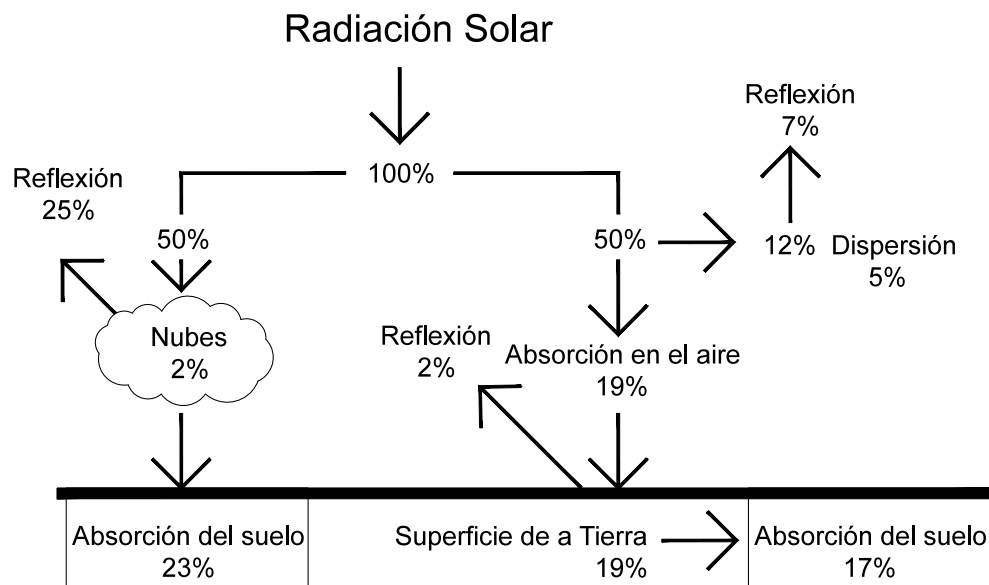 Radiación Solar
100%
Reflexión
25%
50%
Nubes
2%
50%
Reflexión
7%
12%
Dispersión
5%
Reflexión
2%
Absorción en el aire
19%
Absorción del suelo
23%
Superficie de a Tierra
19%
Absorción del suelo
17%